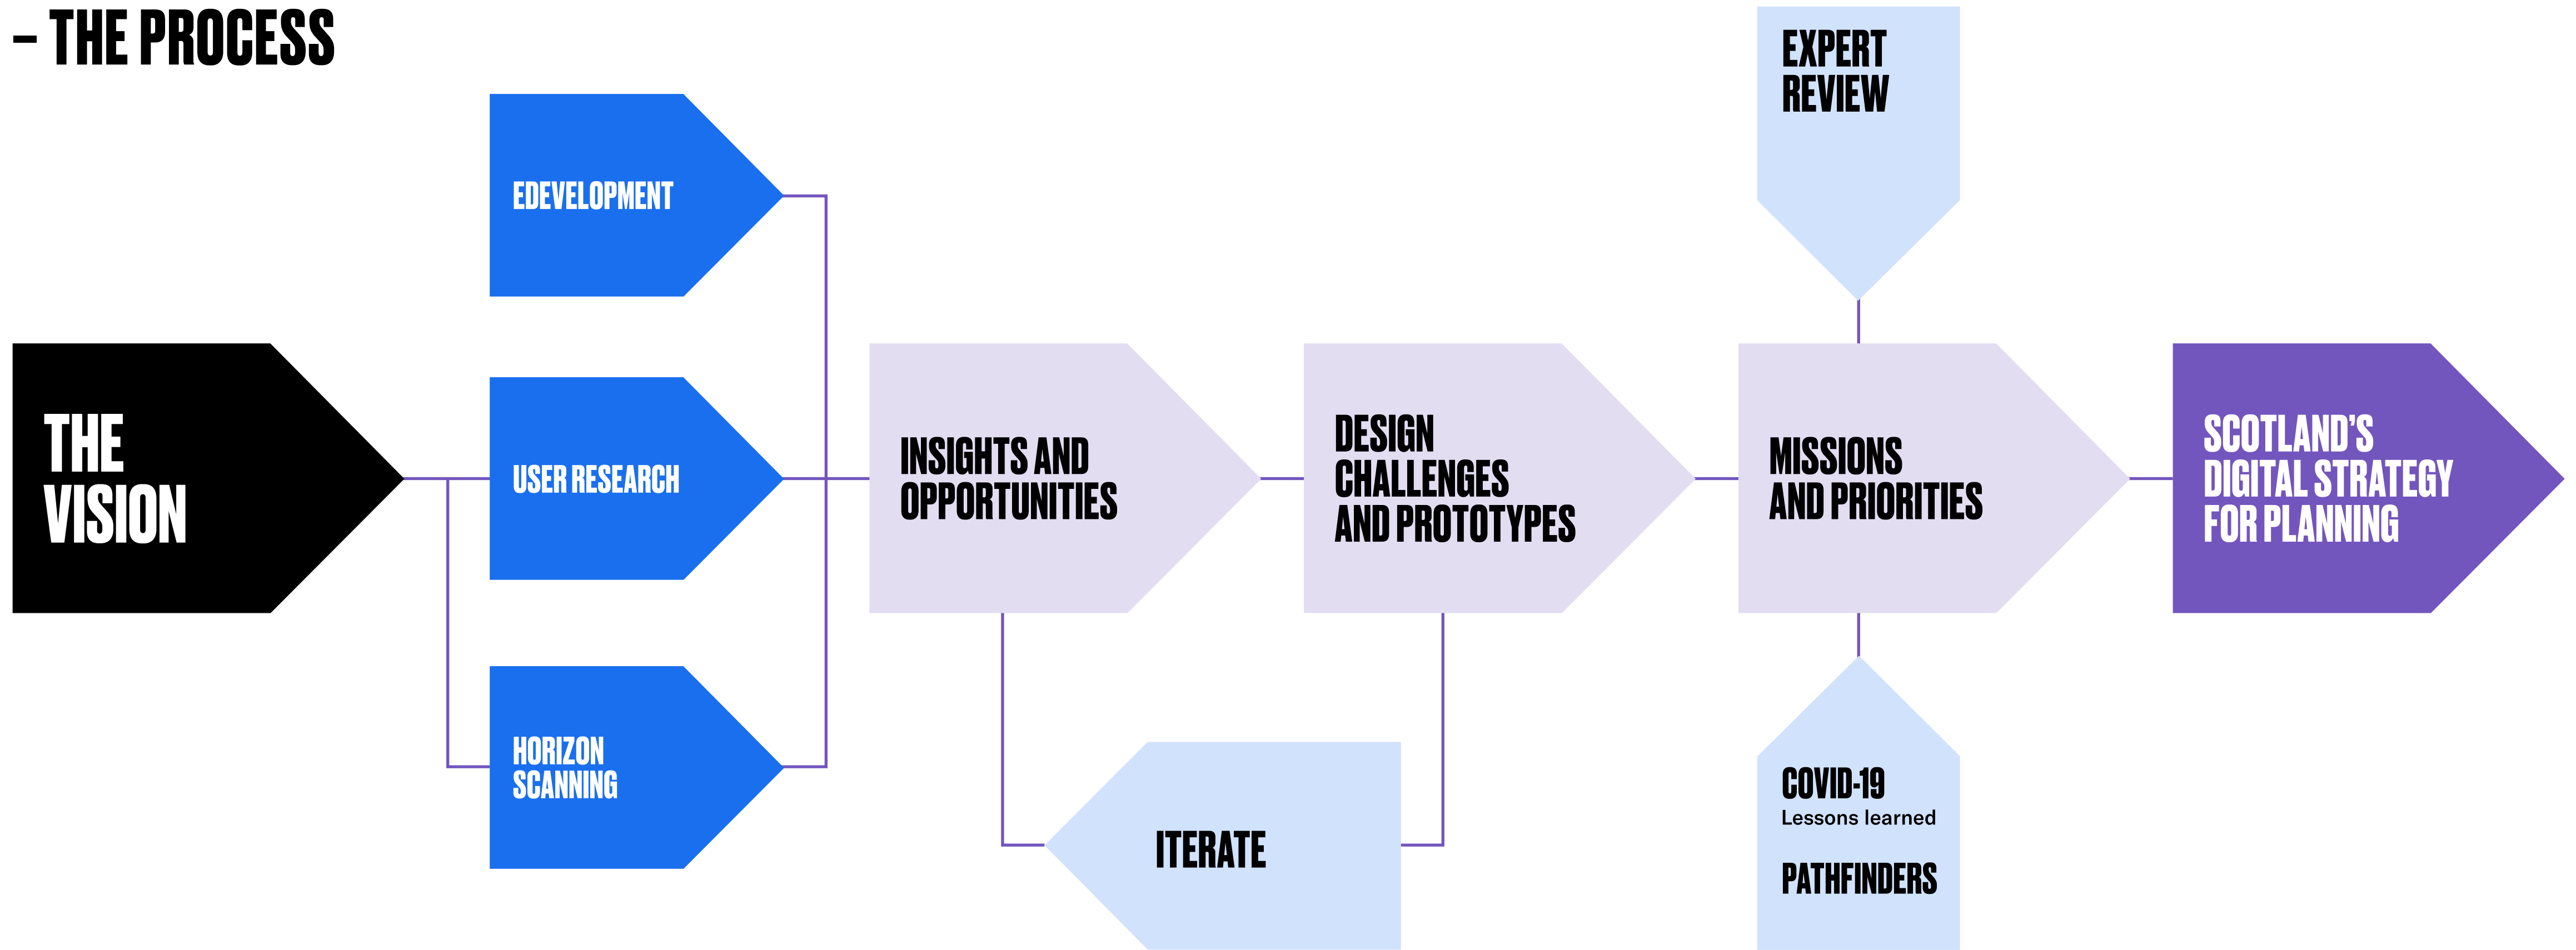 – THE PROCESS
EXPERT
REVIEW
EDEVELOPMENT
THE
VISION
USER RESEARCH
INSIGHTS AND
OPPORTUNITIES
DESIGN
CHALLENGES
AND PROTOTYPES
MISSIONS
AND PRIORITIES
SCOTLAND’S
DIGITAL STRATEGY
FOR PLANNING
HORIZON
SCANNING
ITERATE
COVID-19
Lessons learned
PATHFINDERS